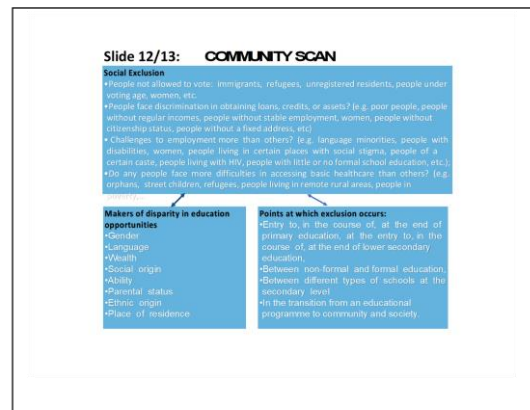 Slide 12/13: COMMUNITY SCAN
Social Exclusion
•People not allowed to vote: immigrants, refugees, unregistered residents, people under
voting age, women, etc.
•People face discrimination in obtaining loans, credits, or assets? (e.g. poor people, people
without regular incomes, people without stable employment, women, people without
citizenship status, people without a fixed address, etc)
• Challenges to employment more than others? (e.g. language minorities, people with
disabilities, women, people living in certain places with social stigma, people of a
certain caste, people living with HIV, people with little or no formal school education, etc.);
•Do any people face more difficulties in accessing basic healthcare than others? (e.g.
orphans, street children, refugees, people living in remote rural areas, people in
Makers of disparity in education
opportunities
•Gender
•Language
•Wealth
•Social origin
•Ability
•Parental status
•Ethnic origin
•Place of residence
Points at which exclusion occurs:
•Entry to, in the course of, at the end of
primary education, at the entry to, in the
course of, at the end of lower secondary
education,
•Between non-formal and formal education,
•Between different types of schools at the
secondary level
•In the transition from an educational
programme to community and society.